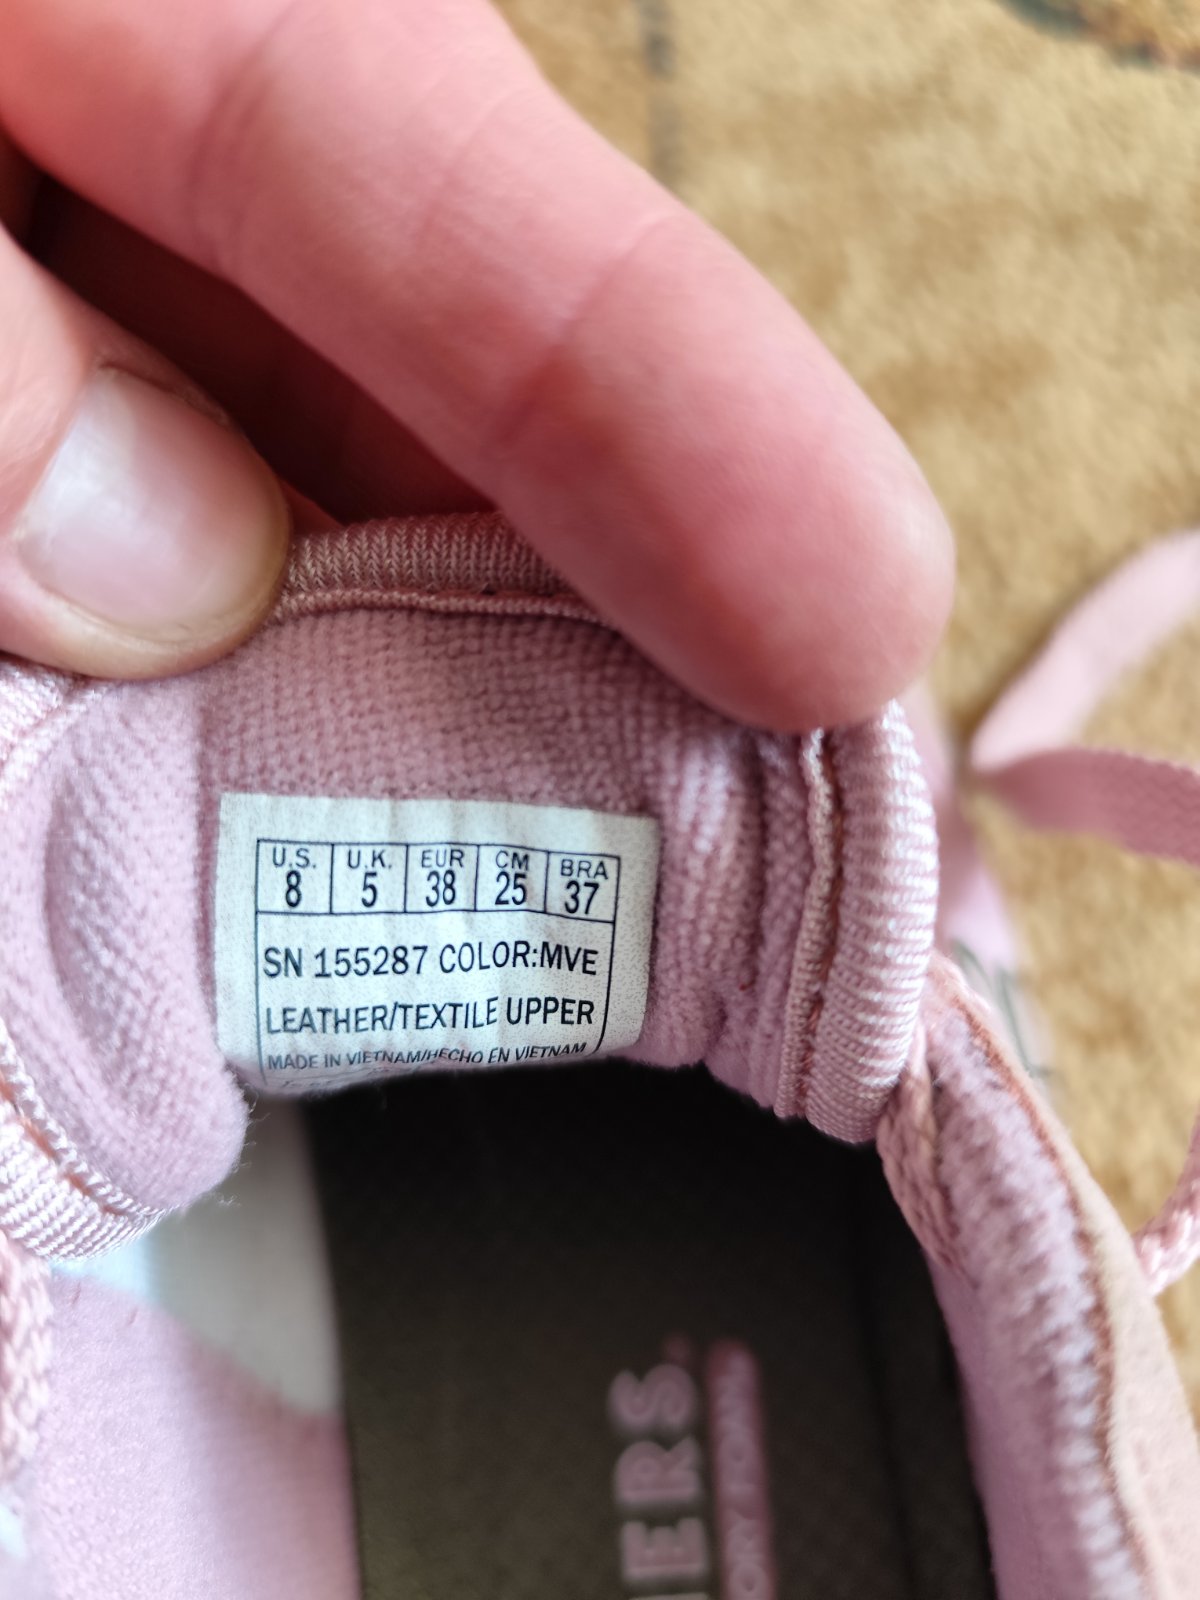 U.S. U.K. EUR CM BRA
8 5 38 25 37
SN 155287 COLOR:MVE
LEATHER/TEXTILE UPPER
MADE IN VIETNAM/HECHO EN VIETNAM